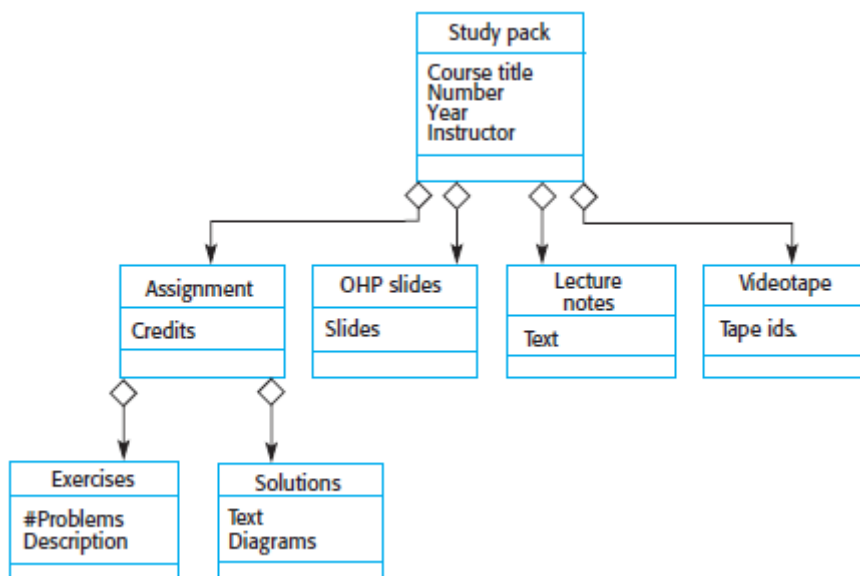 Study pack
Course title
Number
Year
Instructor
Assignment
Credits
OHP slides
Slides
Lecture
notes
Text
Videotape
Tape ids.
Exercises
#Problems
Description
Solutions
Text
Diagrams